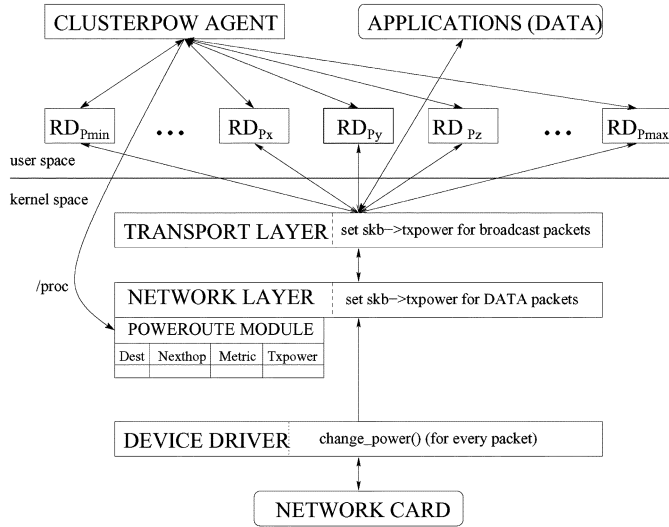 CLUSTERPOW AGENT
APPLICATIONS (DATA)
RDPmin ... RDPx RDPy RDPz ... RDPmax
user space
kernel space
TRANSPORT LAYER set skb->txpower for broadcast packets
/proc
NETWORK LAYER set skb->txpower for DATA packets
POWEROUTE MODULE
Dest Nexthop Metric Txpower
DEVICE DRIVER change_power() (for every packet)
NETWORK CARD